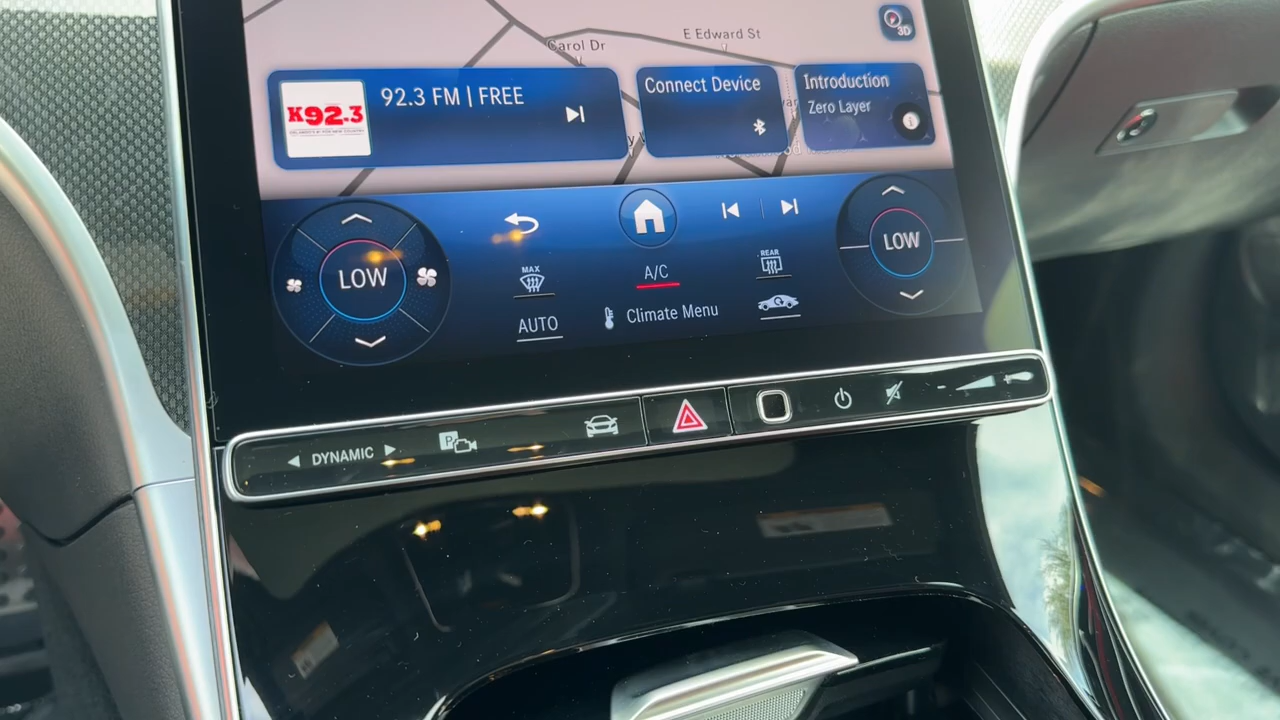 Carol Dr
E Edward St
3D
K92.3
92.3 FM | FREE
Connect Device
Introduction
Zero Layer
LOW
MAX
A/C
REAR
LOW
AUTO
Climate Menu
DYNAMIC
P